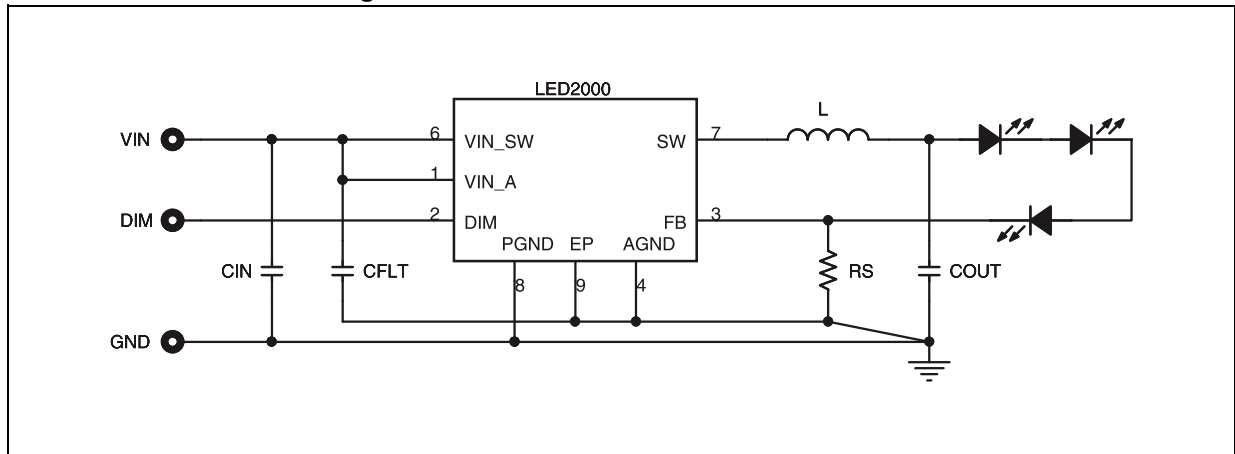 LED2000
VIN
6
VIN_SW
SW
7
L
1
VIN_A
DIM
2
DIM
FB
3
PGND
EP
AGND
CIN
CFLT
8
9
4
RS
COUT
GND